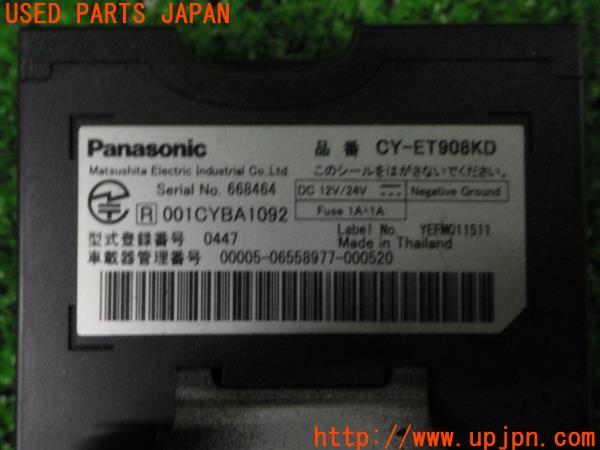 USED PARTS JAPAN
Panasonic
品 番 CY-ET908KD
Matsushita Electric Industrial Co.,Ltd.
このシールをはがさないでください。
Serial No. 668464
DC 12V/24V
Negative Ground
R 001CYBA1092
Fuse 1A・1A
Label No. YEFM011511
型式登録番号 0447
Made in Thailand
車載器管理番号 00005-06558977-000520
UPJ
http://www.upjpn.com